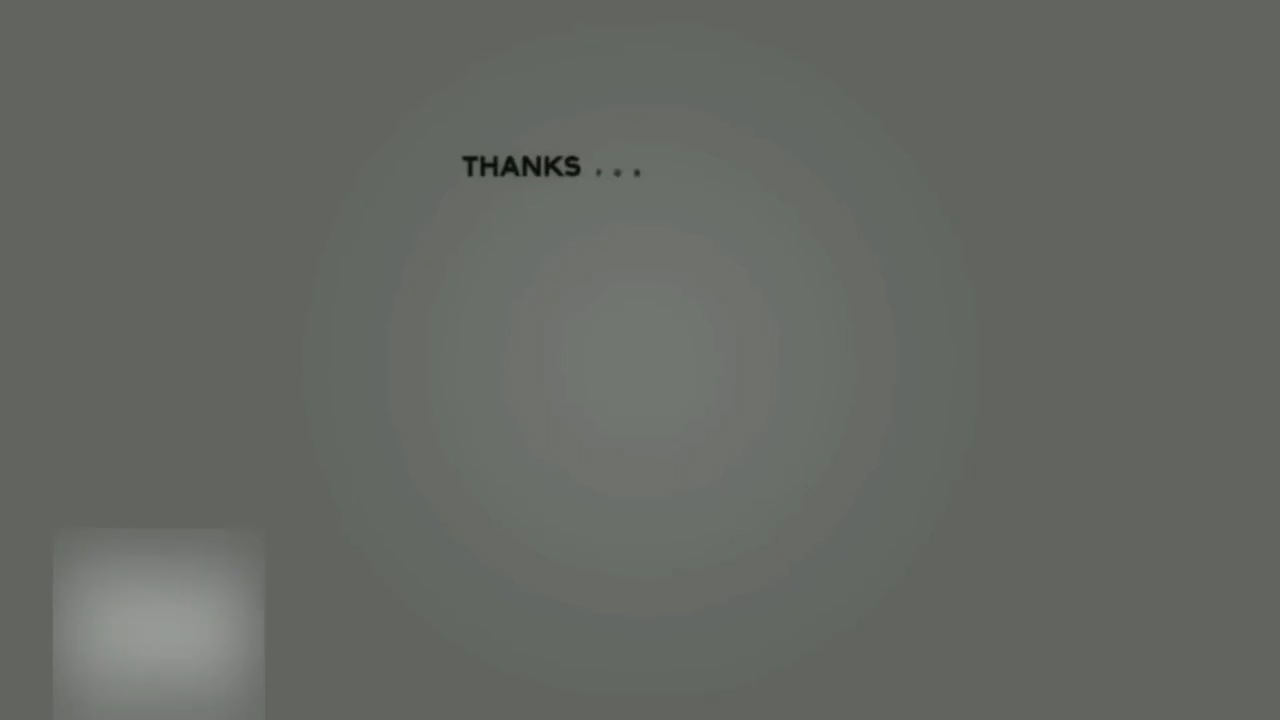 THANKS . . .